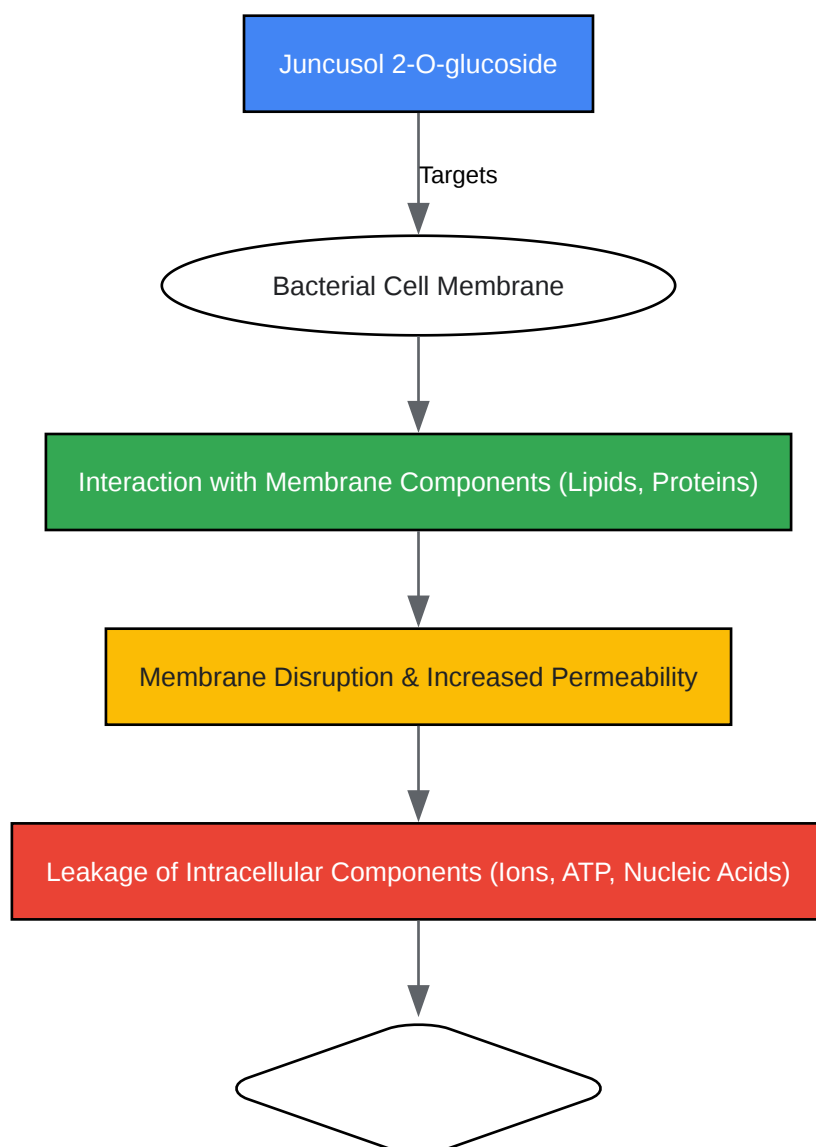 Juncusol 2-O-glucoside
Targets
Bacterial Cell Membrane
Interaction with Membrane Components (Lipids, Proteins)
Membrane Disruption & Increased Permeability
Leakage of Intracellular Components (Ions, ATP, Nucleic Acids)